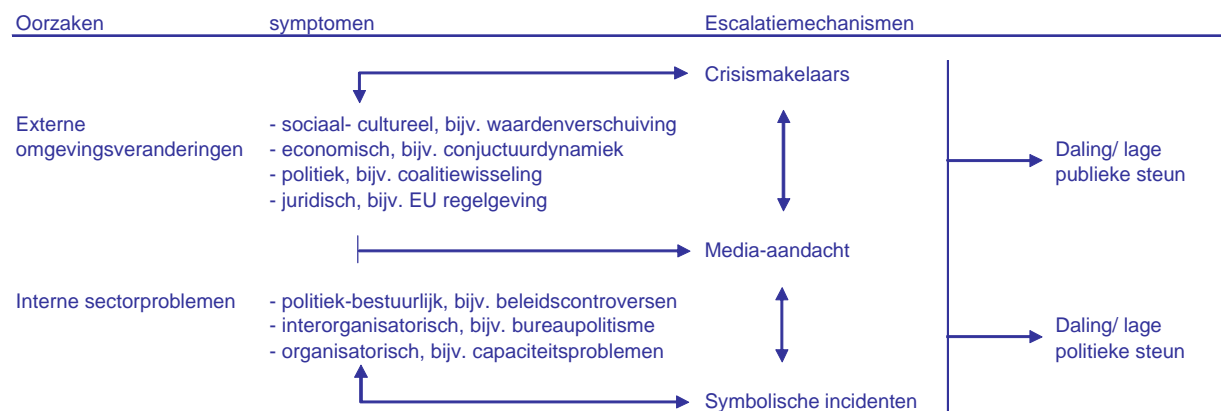 Oorzaken symptomen Escalatiemechanismen
Crisismakelaars
Externe
omgevingsveranderingen
- sociaal- cultureel, bijv. waardenverschuiving
- economisch, bijv. conjuctuurdynamiek
- politiek, bijv. coalitiewisseling
- juridisch, bijv. EU regelgeving
Daling/ lage
publieke steun
Media-aandacht
Interne sectorproblemen
- politiek-bestuurlijk, bijv. beleidscontroversen
- interorganisatorisch, bijv. bureaupolitisme
- organisatorisch, bijv. capaciteitsproblemen
Daling/ lage
politieke steun
Symbolische incidenten